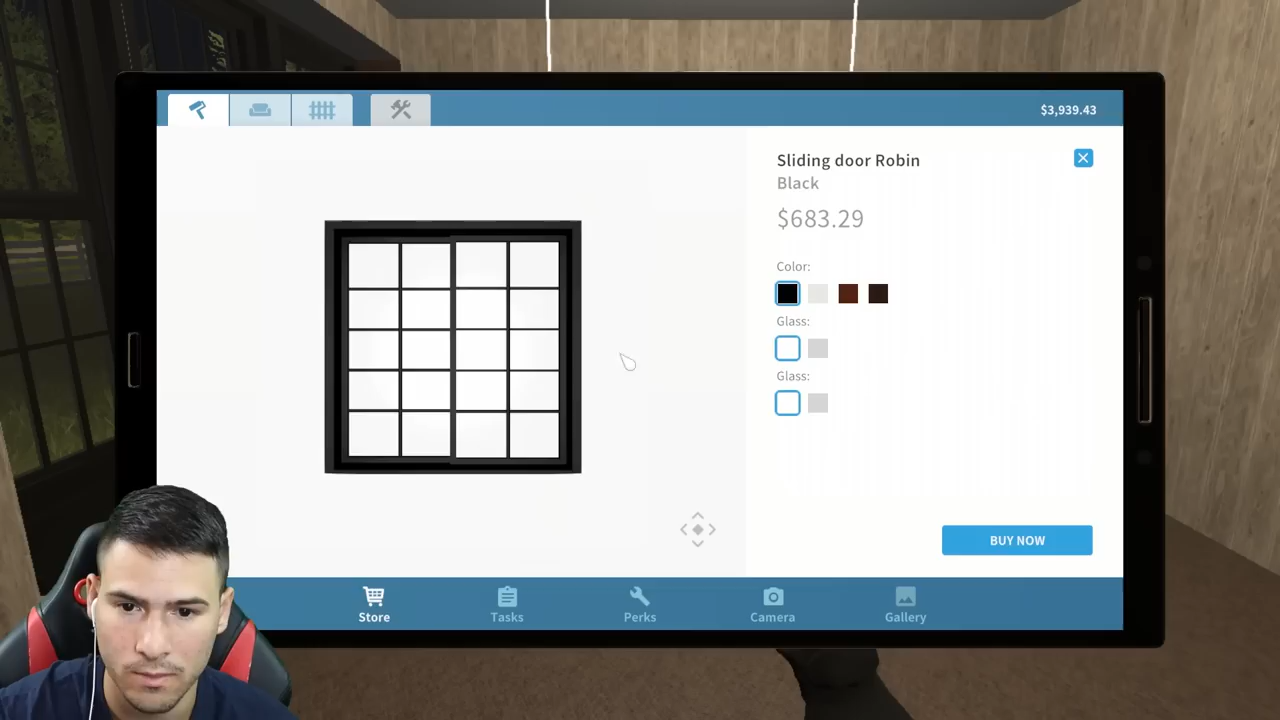 $3,939.43
Sliding door Robin
Black
$683.29
Color:
Glass:
Glass:
BUY NOW
Store
Tasks
Perks
Camera
Gallery